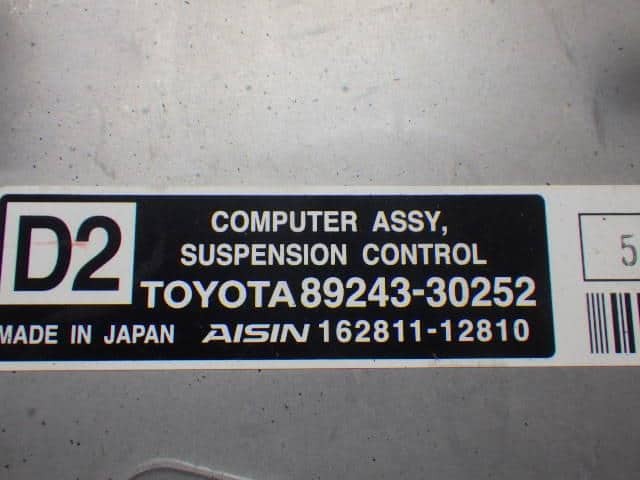 D2
COMPUTER ASSY,
SUSPENSION CONTROL
TOYOTA 89243-30252
MADE IN JAPAN AISIN 162811-12810
5